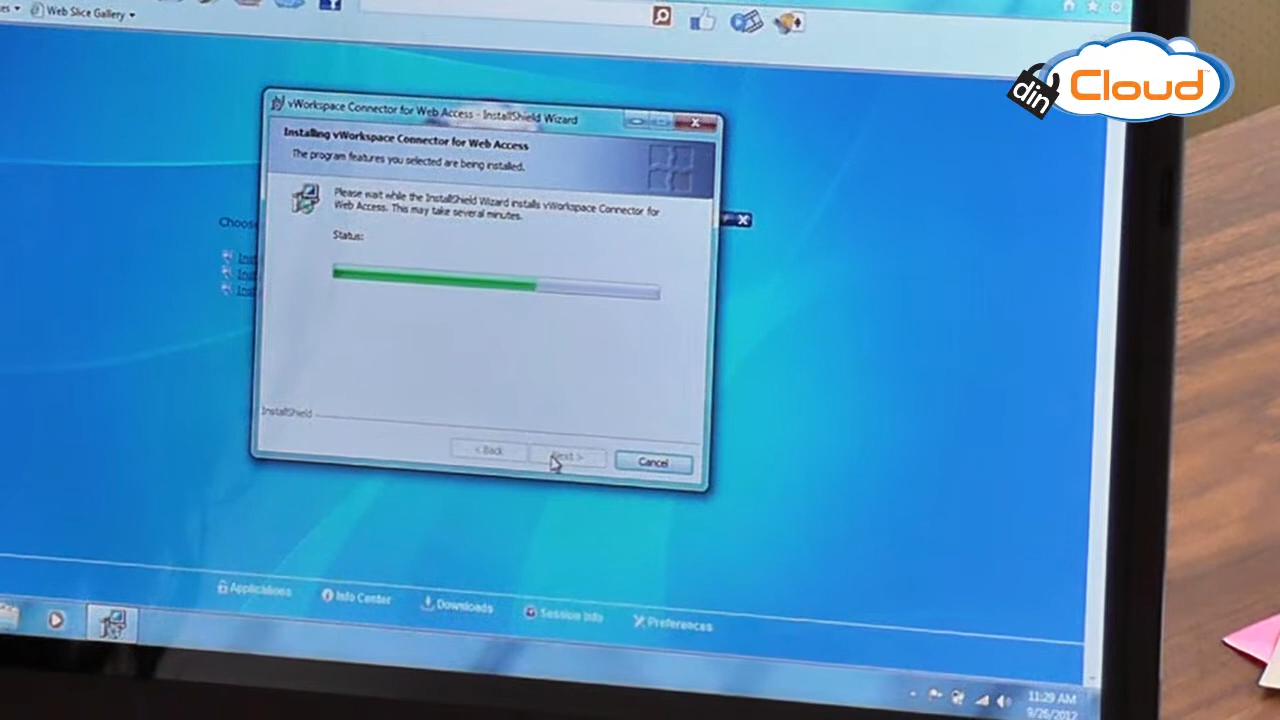 Web Slice Gallery
din Cloud
vWorkspace Connector for Web Access - InstallShield Wizard
Installing vWorkspace Connector for Web Access
The program features you selected are being installed.
Please wait while the InstallShield Wizard installs vWorkspace Connector for
Web Access. This may take several minutes.
Status:
Choose
InstallShield
< Back
Next >
Cancel
Applications
Info Center
Downloads
Session Info
Preferences
11:29 AM
9/26/2012